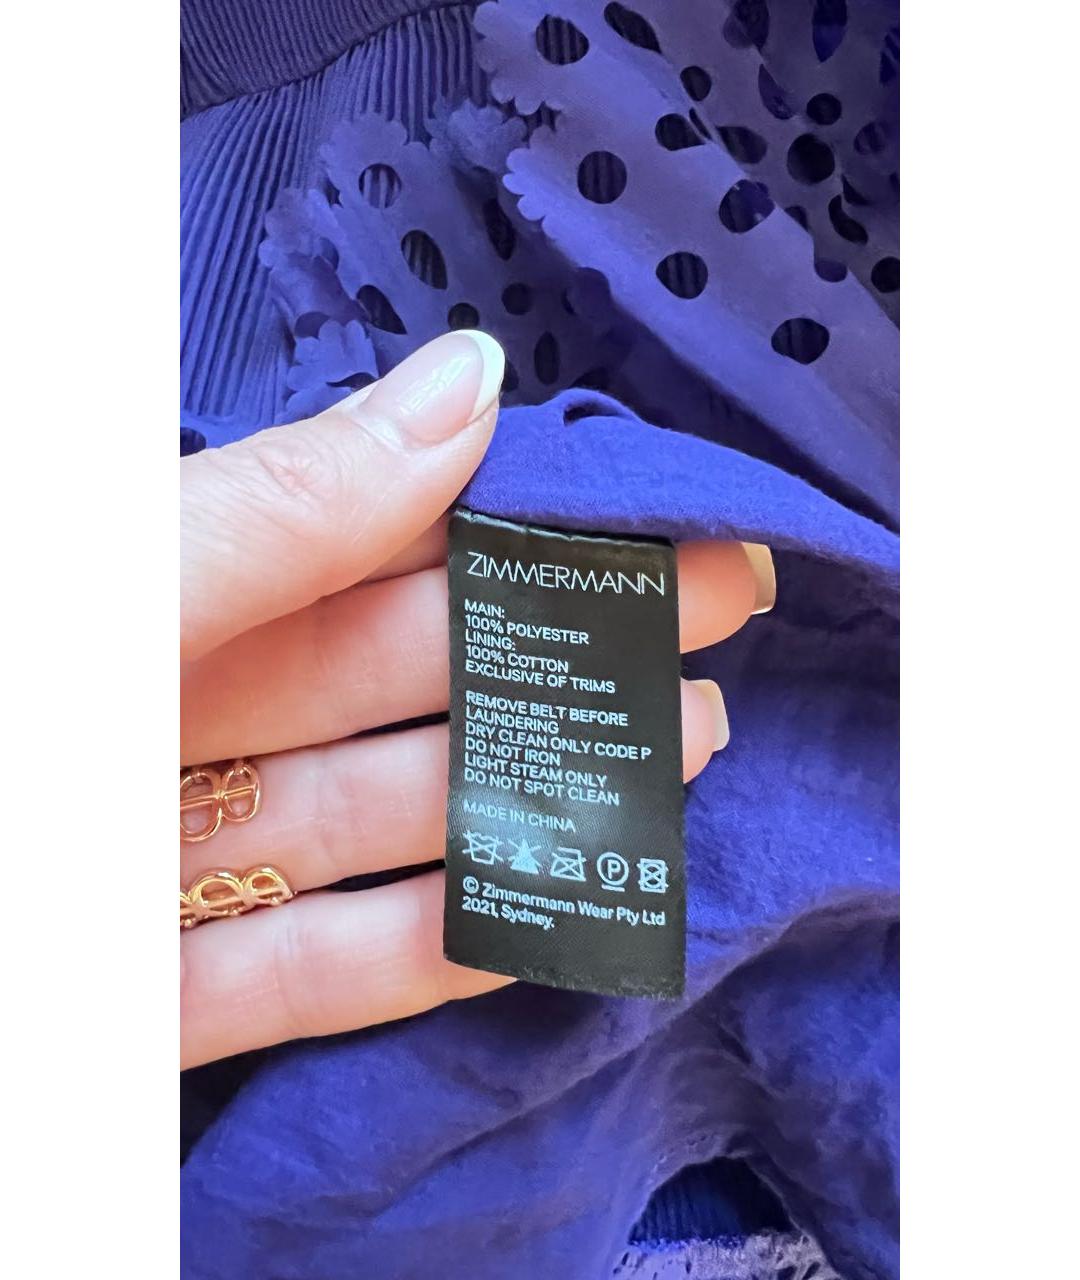 ZIMMERMANN
MAIN:
100% POLYESTER
LINING:
100% COTTON
EXCLUSIVE OF TRIMS
REMOVE BELT BEFORE
LAUNDERING
DRY CLEAN ONLY CODE P
DO NOT IRON
LIGHT STEAM ONLY
DO NOT SPOT CLEAN
MADE IN CHINA
P
© Zimmermann Wear Pty Ltd
2021, Sydney.